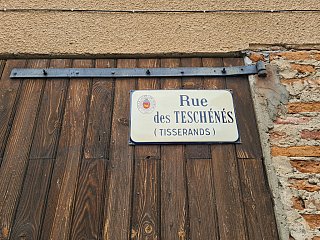 Rue
des TESCHÉNÉS
( TISSERANDS )